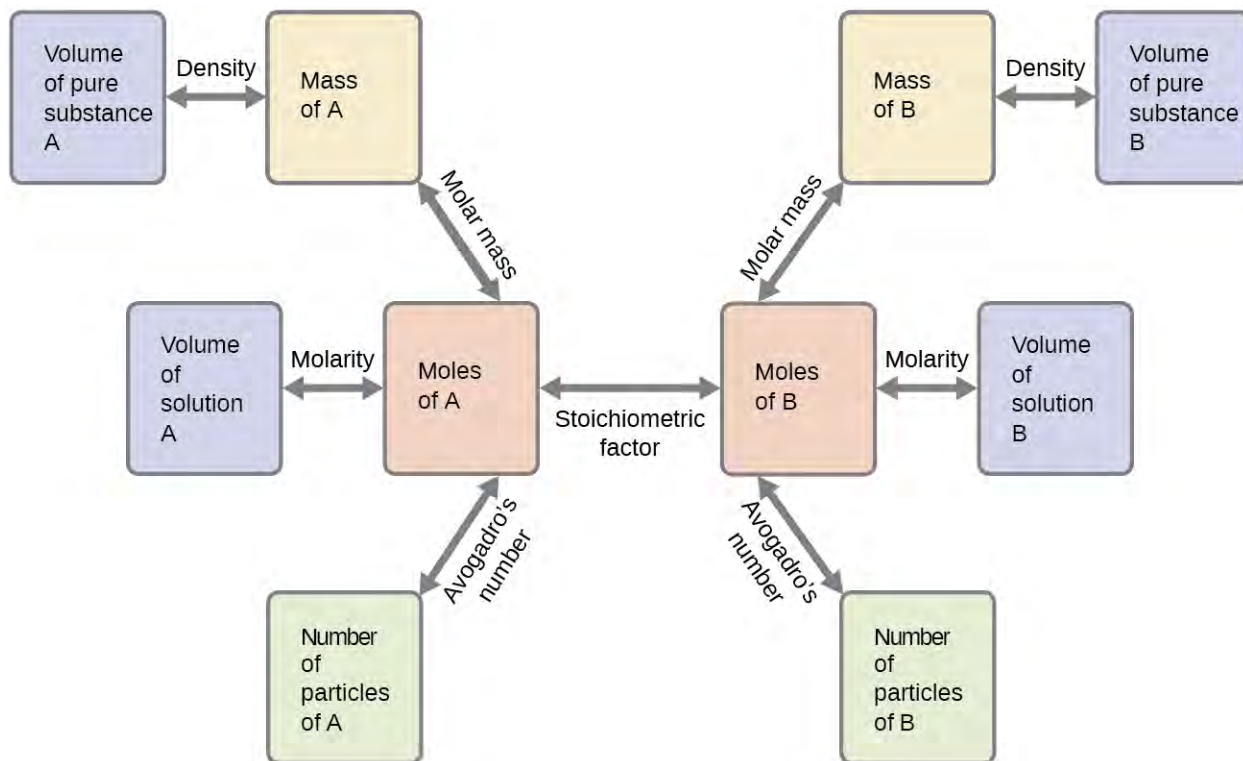 Volume
of pure
substance
A
Density
Mass
of A
Mass
of B
Density
Volume
of pure
substance
B
Molar mass
Molar mass
Volume
of
solution
A
Molarity
Moles
of A
Stoichiometric
factor
Moles
of B
Molarity
Volume
of
solution
B
Avogadro's
number
Avogadro's
number
Number
of
particles
of A
Number
of
particles
of B